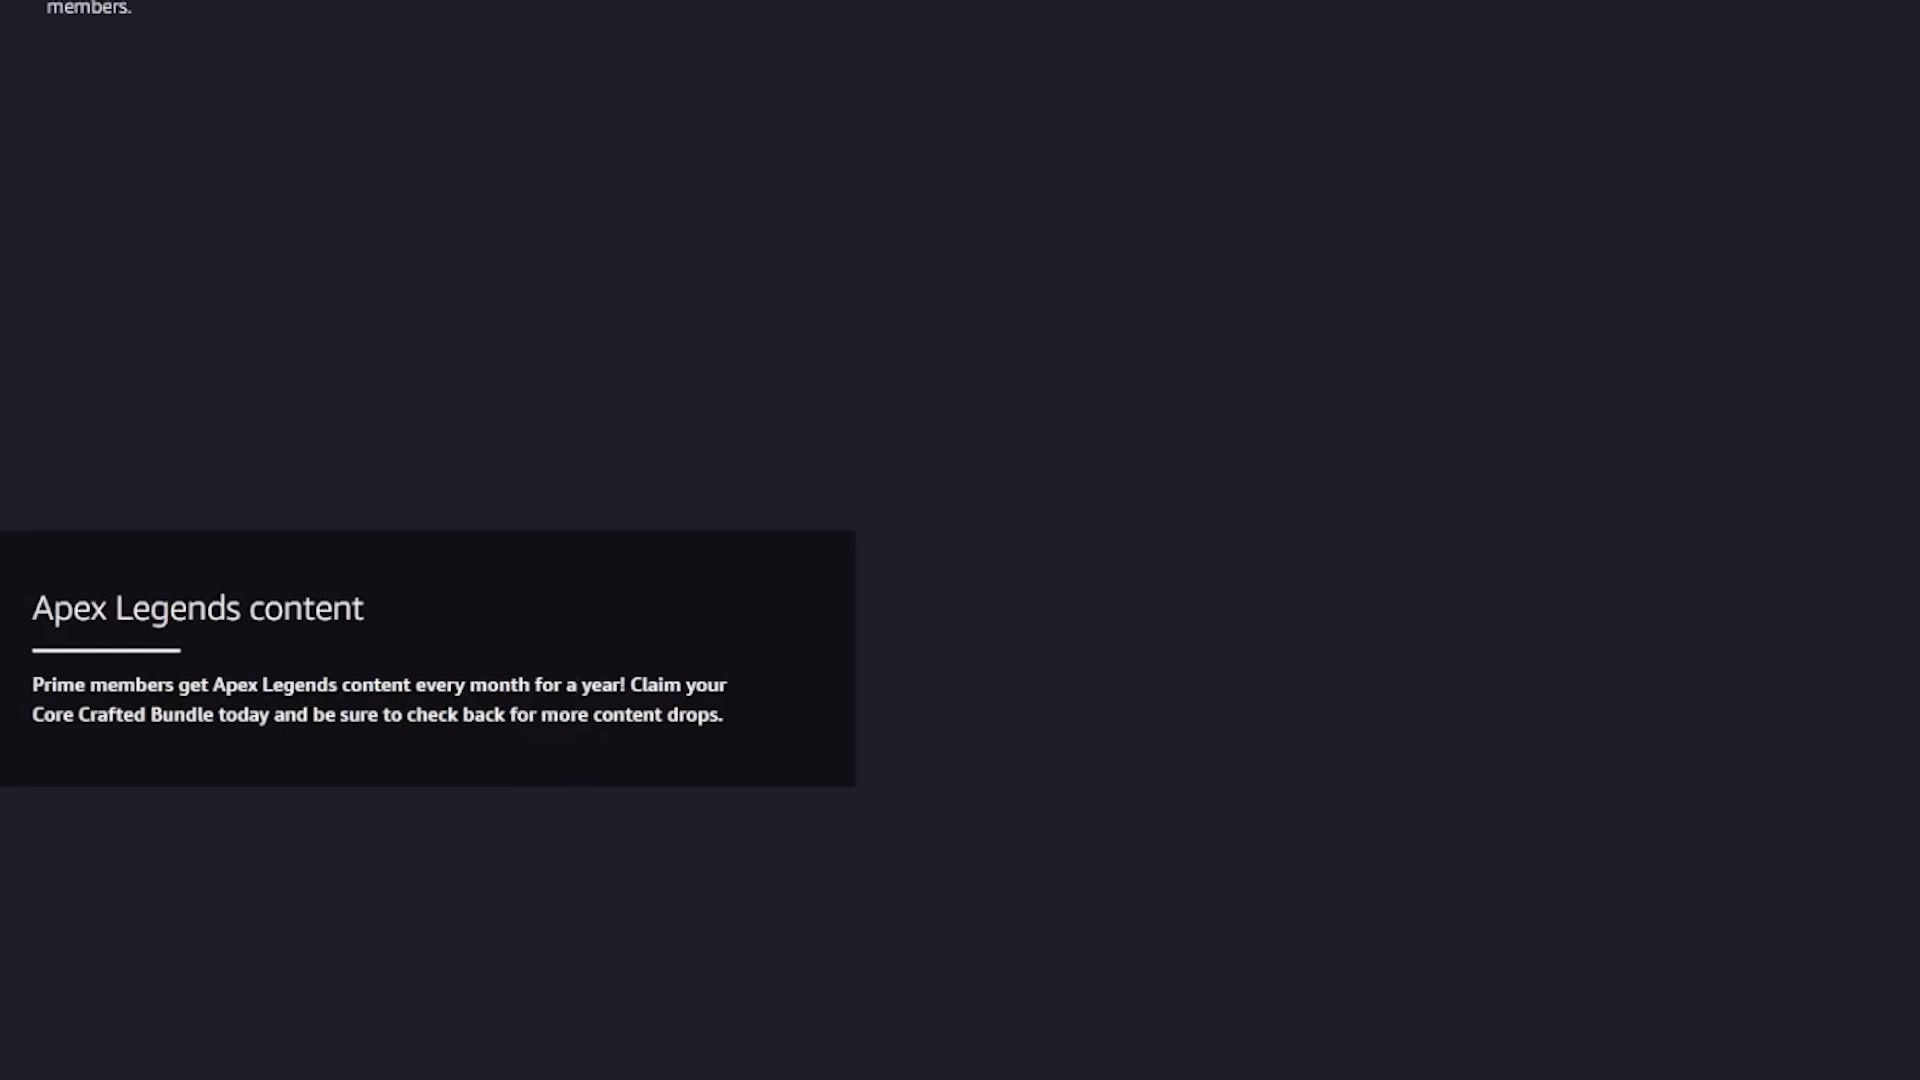 members.
Apex Legends content
Prime members get Apex Legends content every month for a year! Claim your
Core Crafted Bundle today and be sure to check back for more content drops.